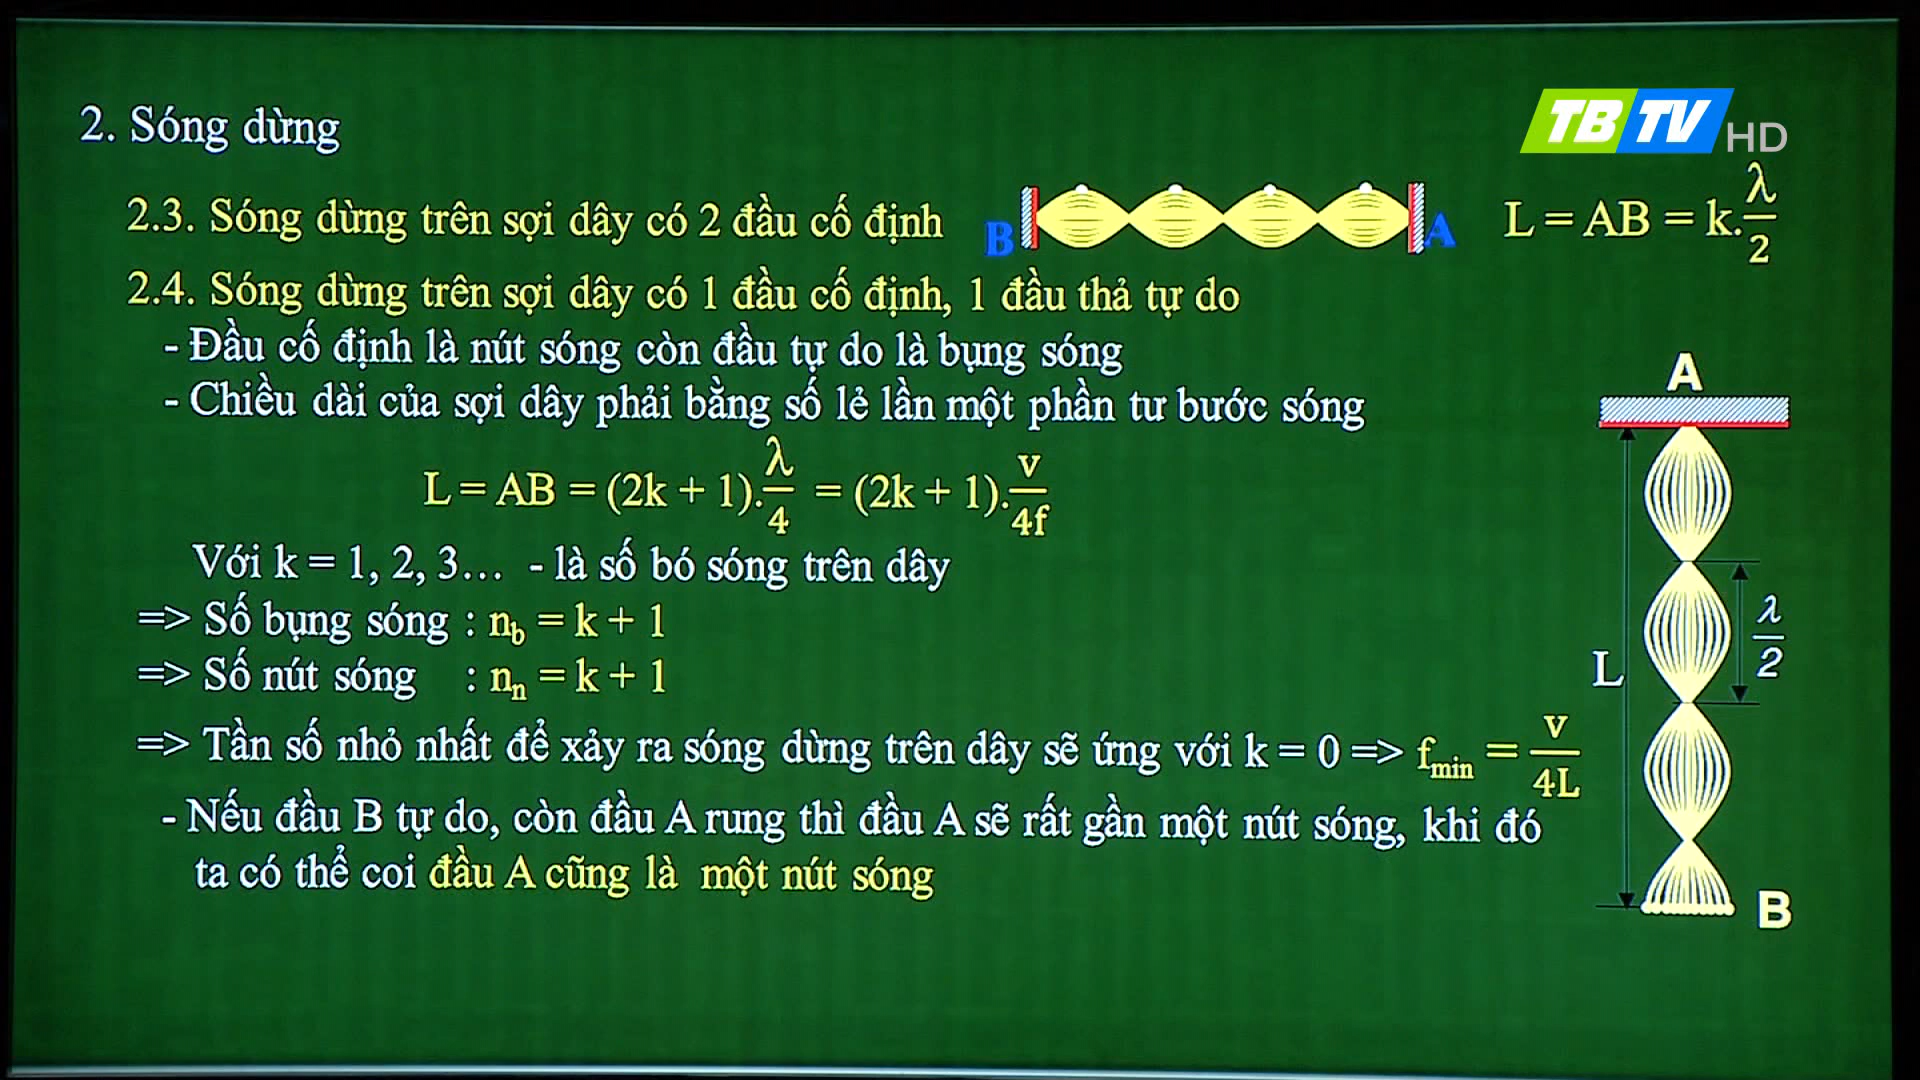 TBTV HD
2. Sóng dừng
2.3. Sóng dừng trên sợi dây có 2 đầu cố định
B
A
L = AB = k.λ/2
2.4. Sóng dừng trên sợi dây có 1 đầu cố định, 1 đầu thả tự do
- Đầu cố định là nút sóng còn đầu tự do là bụng sóng
- Chiều dài của sợi dây phải bằng số lẻ lần một phần tư bước sóng
L = AB = (2k + 1).λ/4 = (2k + 1).v/4f
Với k = 1, 2, 3… - là số bó sóng trên dây
=> Số bụng sóng : n_b = k + 1
=> Số nút sóng : n_n = k + 1
=> Tần số nhỏ nhất để xảy ra sóng dừng trên dây sẽ ứng với k = 0 => f_min = v/4L
- Nếu đầu B tự do, còn đầu A rung thì đầu A sẽ rất gần một nút sóng, khi đó
ta có thể coi đầu A cũng là một nút sóng
A
λ/2
L
B